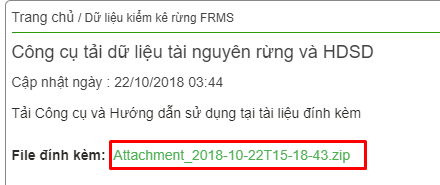 Trang chủ / Dữ liệu kiểm kê rừng FRMS
Công cụ tải dữ liệu tài nguyên rừng và HDSD
Cập nhật ngày : 22/10/2018 03:44
Tải Công cụ và Hướng dẫn sử dụng tại tài liệu đính kèm
File đính kèm: Attachment_2018-10-22T15-18-43.zip